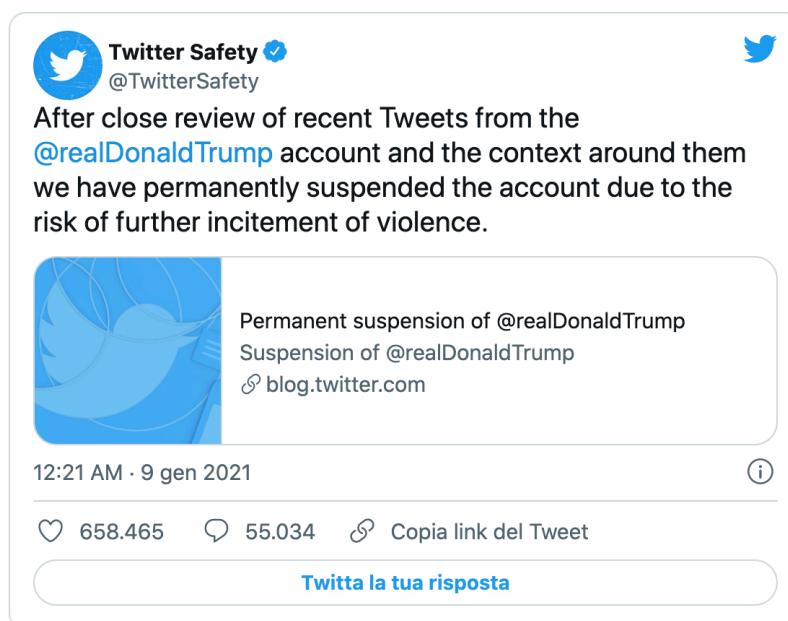 Twitter Safety
@TwitterSafety
After close review of recent Tweets from the
@realDonaldTrump account and the context around them
we have permanently suspended the account due to the
risk of further incitement of violence.
Permanent suspension of @realDonaldTrump
Suspension of @realDonaldTrump
blog.twitter.com
12:21 AM · 9 gen 2021
658.465 55.034 Copia link del Tweet
Twitta la tua risposta